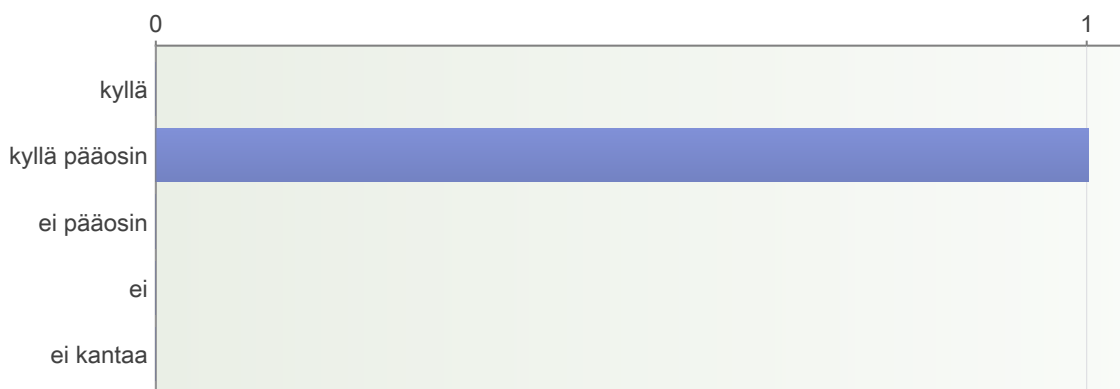 0 1
kyllä
kyllä pääosin
ei pääosin
ei
ei kantaa